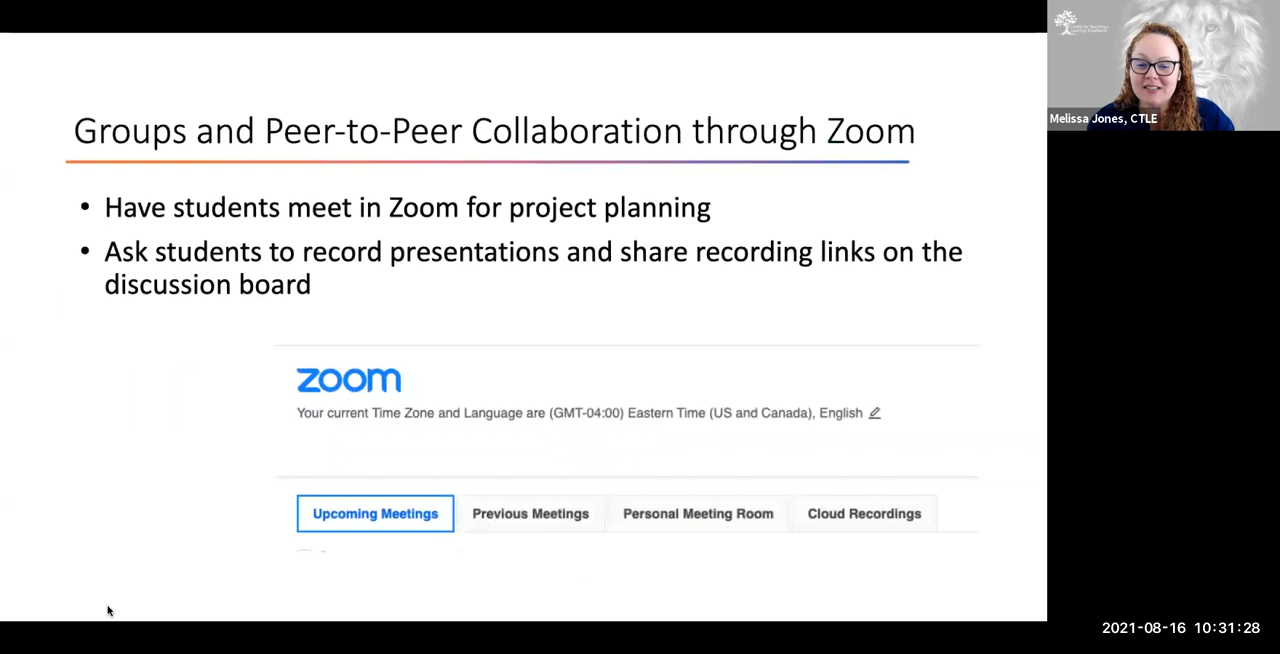 Groups and Peer-to-Peer Collaboration through Zoom
• Have students meet in Zoom for project planning
• Ask students to record presentations and share recording links on the
discussion board
zoom
Your current Time Zone and Language are (GMT-04:00) Eastern Time (US and Canada), English
Upcoming Meetings
Previous Meetings
Personal Meeting Room
Cloud Recordings
Melissa Jones, CTLE
2021-08-16 10:31:28